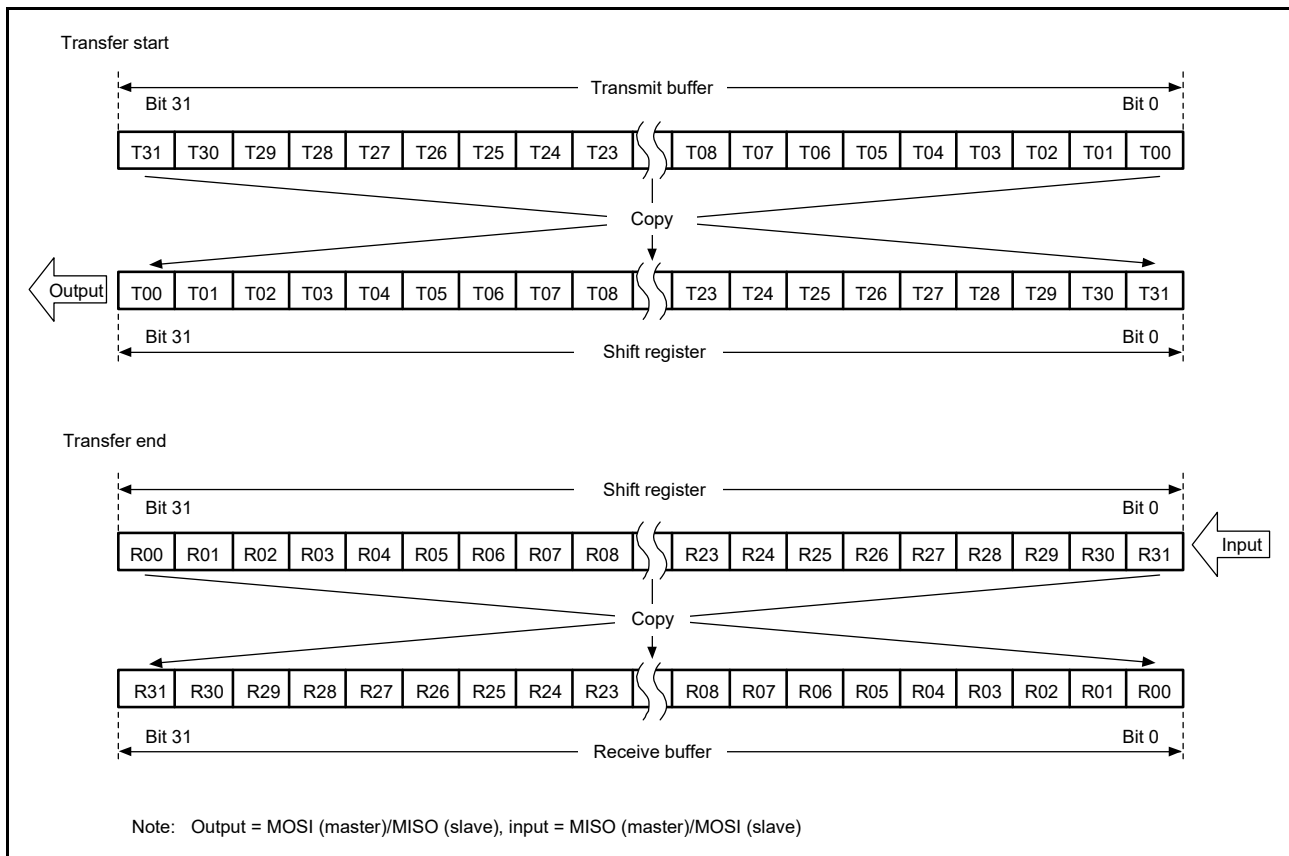 Transfer start
Transmit buffer
Bit 31 Bit 0
T31 T30 T29 T28 T27 T26 T25 T24 T23 T08 T07 T06 T05 T04 T03 T02 T01 T00
Copy
Output T00 T01 T02 T03 T04 T05 T06 T07 T08 T23 T24 T25 T26 T27 T28 T29 T30 T31
Bit 31 Bit 0
Shift register
Transfer end
Shift register
Bit 31 Bit 0
R00 R01 R02 R03 R04 R05 R06 R07 R08 R23 R24 R25 R26 R27 R28 R29 R30 R31 Input
Copy
R31 R30 R29 R28 R27 R26 R25 R24 R23 R08 R07 R06 R05 R04 R03 R02 R01 R00
Bit 31 Bit 0
Receive buffer
Note: Output = MOSI (master)/MISO (slave), input = MISO (master)/MOSI (slave)